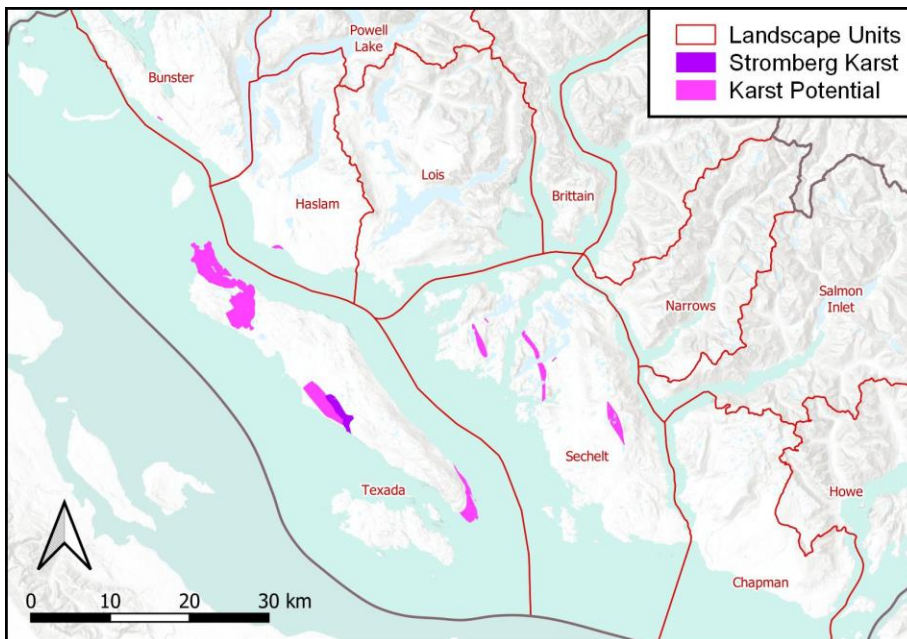 Landscape Units
Stromberg Karst
Karst Potential
Powell
Lake
Bunster
Lois
Haslam
Brittain
Narrows
Salmon
Inlet
Sechelt
Texada
Howe
Chapman
0 10 20 30 km